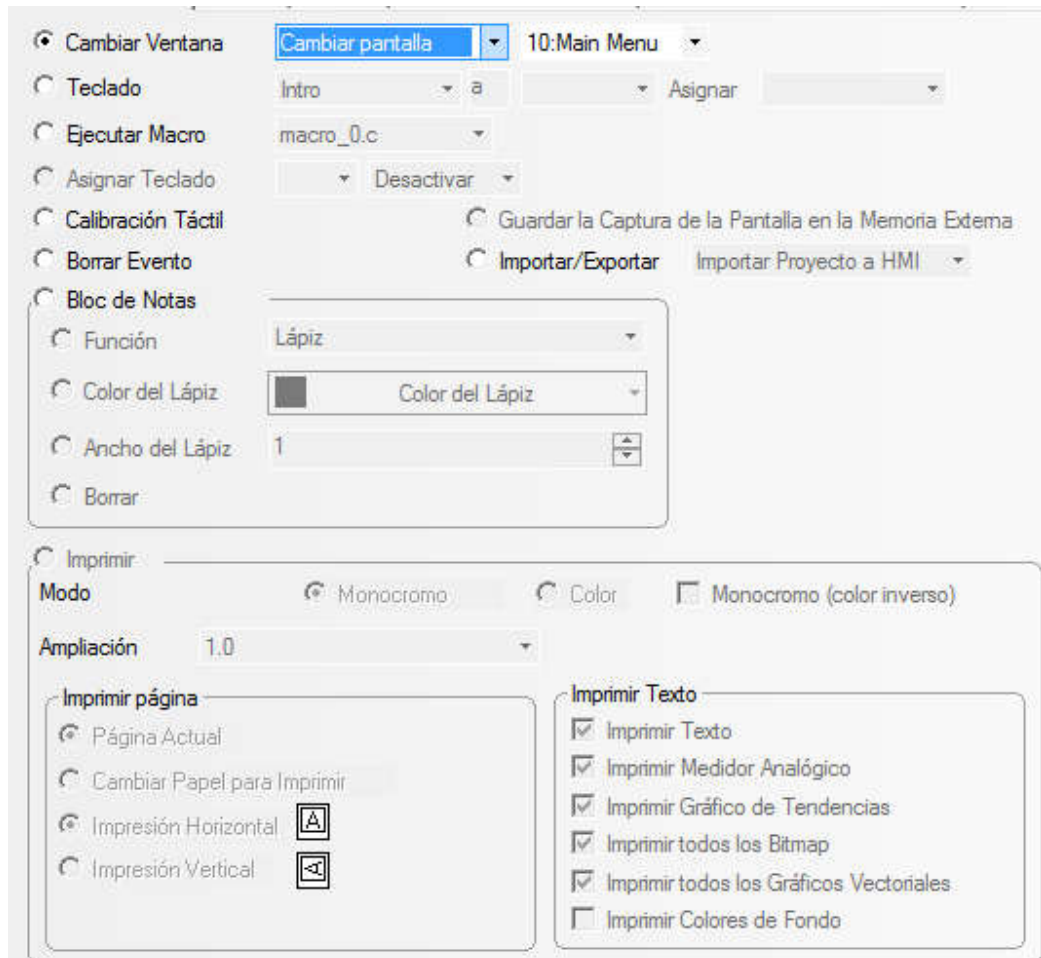 Cambiar Ventana Cambiar pantalla 10:Main Menu
Teclado Intro a Asignar
Ejecutar Macro macro_0.c
Asignar Teclado Desactivar
Calibración Táctil Guardar la Captura de la Pantalla en la Memoria Externa
Borrar Evento Importar/Exportar Importar Proyecto a HMI
Bloc de Notas
Función Lápiz
Color del Lápiz Color del Lápiz
Ancho del Lápiz 1
Borrar
Imprimir
Modo Monocromo Color Monocromo (color inverso)
Ampliación 1.0
Imprimir página
Página Actual
Cambiar Papel para Imprimir
Impresión Horizontal A
Impresión Vertical A
Imprimir Texto
Imprimir Texto
Imprimir Medidor Analógico
Imprimir Gráfico de Tendencias
Imprimir todos los Bitmap
Imprimir todos los Gráficos Vectoriales
Imprimir Colores de Fondo